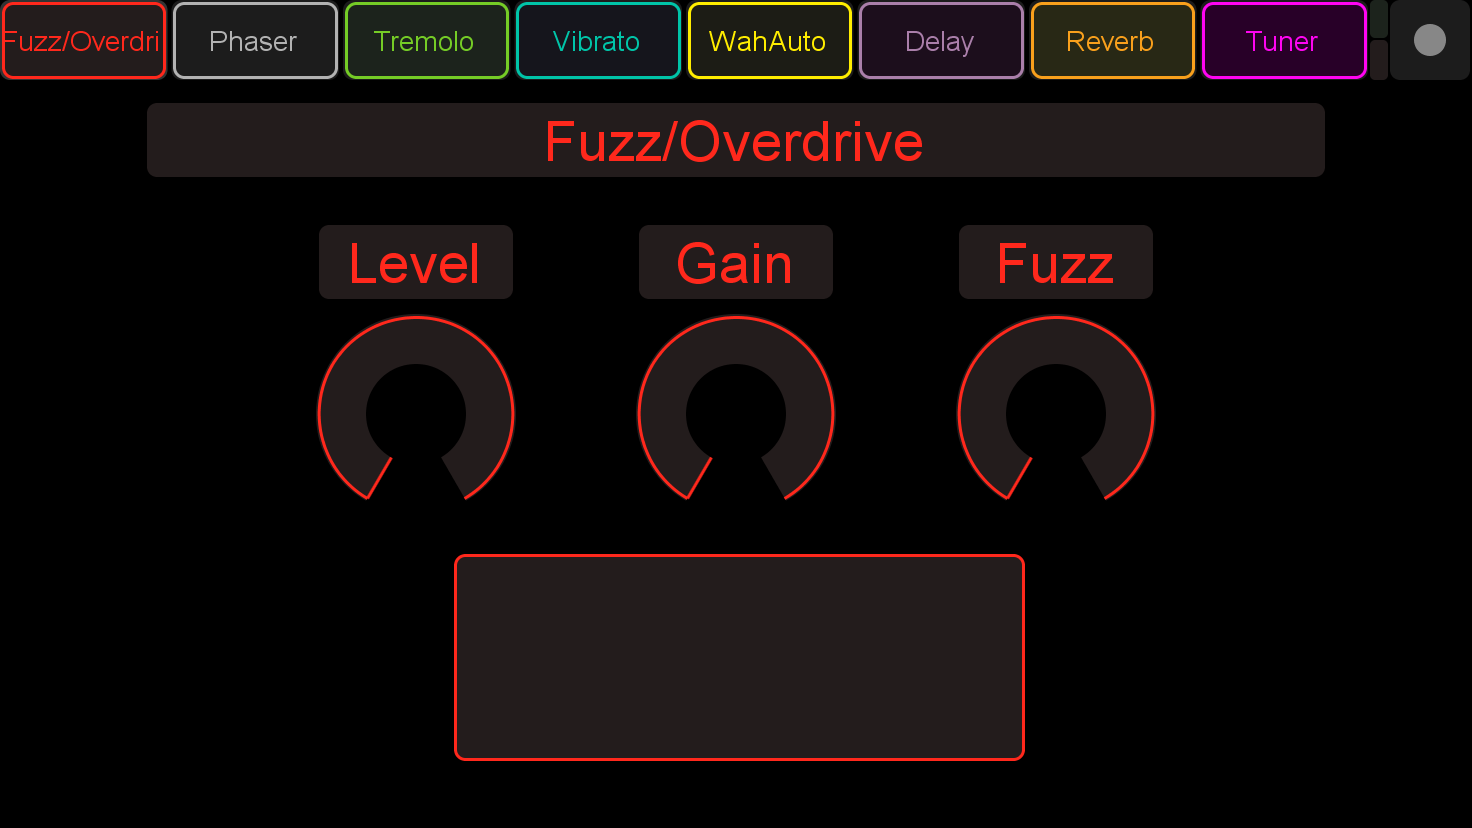 Fuzz/Overdri
Phaser
Tremolo
Vibrato
WahAuto
Delay
Reverb
Tuner
Fuzz/Overdrive
Level
Gain
Fuzz